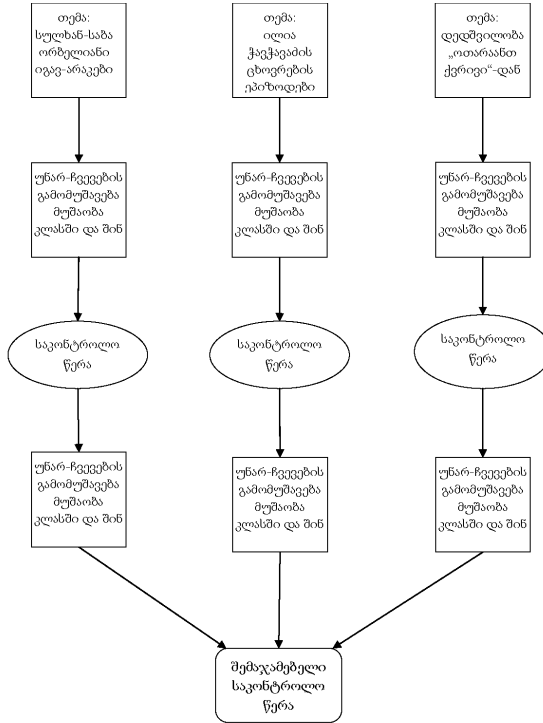 თემა:
სულხან-საბა
ორბელიანი
იგავ-არაკები
თემა:
ილია
ჭავჭავაძის
ცხოვრების
ეპიზოდები
თემა:
დედშვილობა
„ოთარაანთ
ქვრივი“-დან
უნარ-ჩვევების
გამომუშავება
მუშაობა
კლასში და შინ
უნარ-ჩვევების
გამომუშავება
მუშაობა
კლასში და შინ
უნარ-ჩვევების
გამომუშავება
მუშაობა
კლასში და შინ
საკონტროლო
წერა
საკონტროლო
წერა
საკონტროლო
წერა
უნარ-ჩვევების
გამომუშავება
მუშაობა
კლასში და შინ
უნარ-ჩვევების
გამომუშავება
მუშაობა
კლასში და შინ
უნარ-ჩვევების
გამომუშავება
მუშაობა
კლასში და შინ
შემაჯამებელი
საკონტროლო
წერა